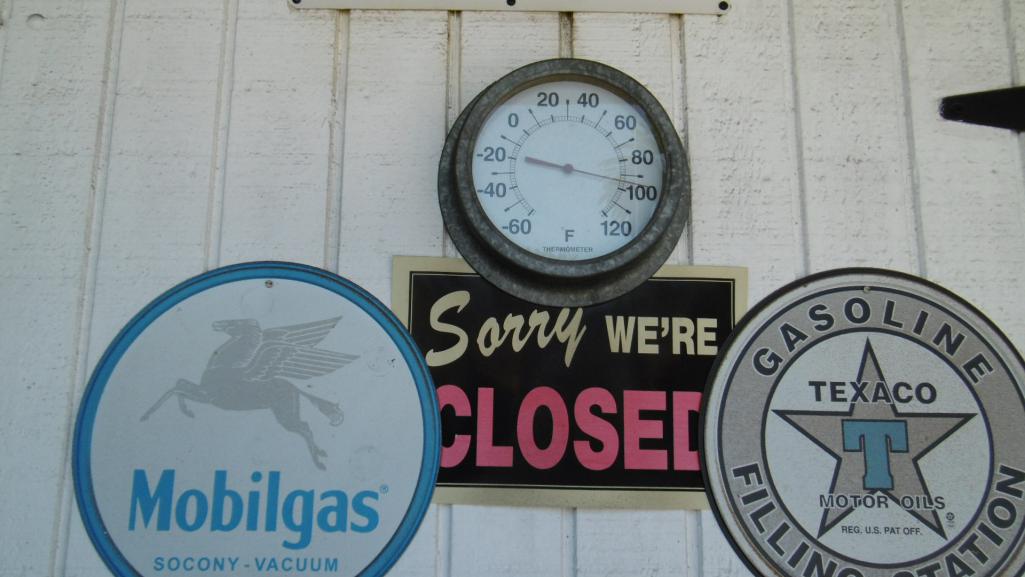 -60
-40
-20
0
20
40
60
80
100
120
F
THERMOMETER
Sorry WE'RE
CLOSED
Mobilgas®
SOCONY-VACUUM
GASOLINE
TEXACO
T
MOTOR OILS
REG. U.S. PAT OFF.
FILLING STATION